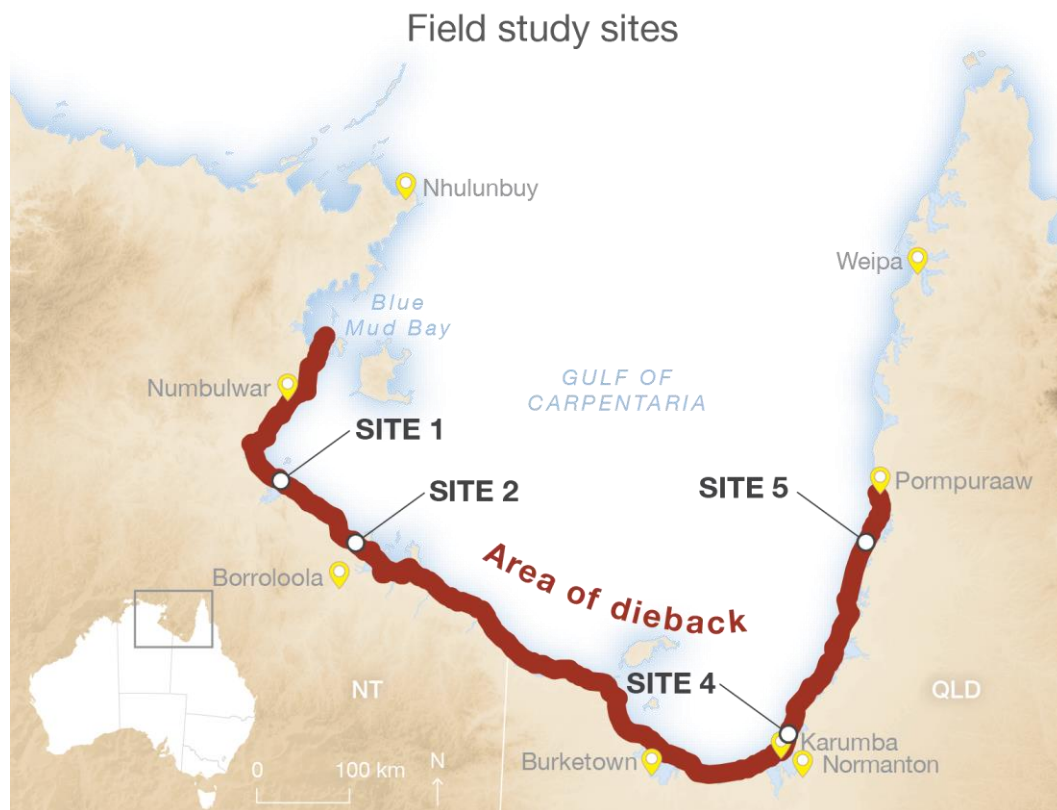 Field study sites
Nhulunbuy
Weipa
Blue
Mud Bay
Numbulwar
GULF OF
CARPENTARIA
SITE 1
SITE 2
SITE 5
Pormpuraaw
Borroloola
Area of dieback
NT
SITE 4
QLD
Karumba
Burketown
Normanton
0 100 km
N